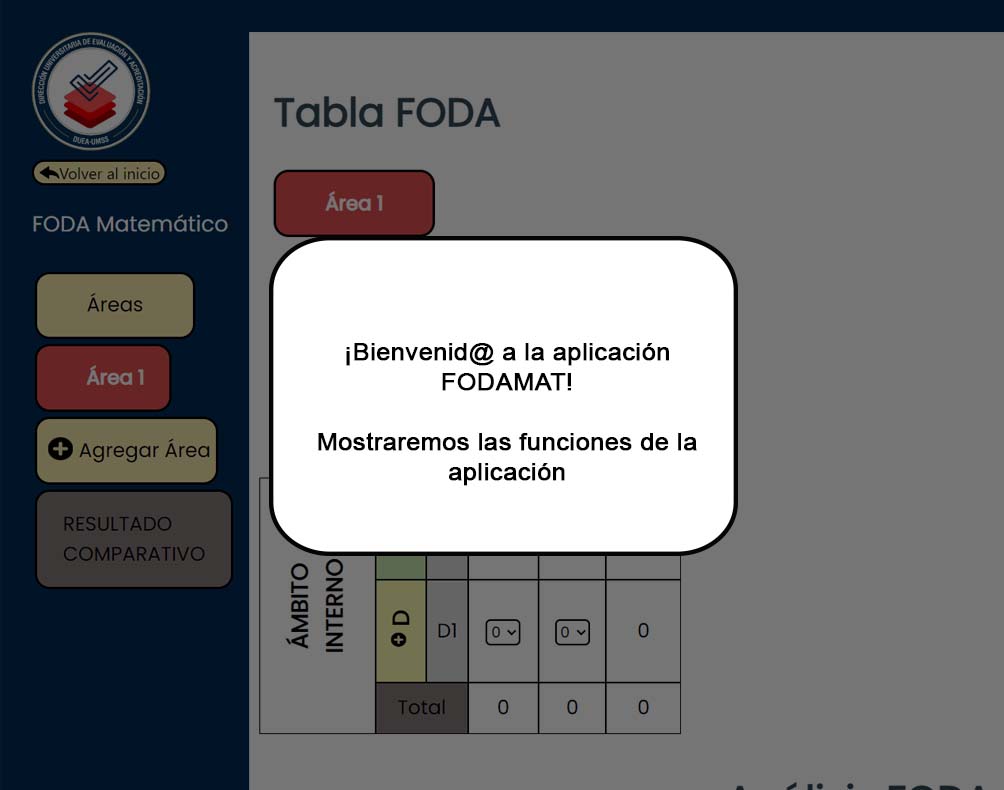 DIRECCIÓN UNIVERSITARIA DE EVALUACIÓN Y ACREDITACIÓN
DUEA-UMSS
Volver al inicio
FODA Matemático
Áreas
Área 1
Agregar Área
RESULTADO
COMPARATIVO
Tabla FODA
Área 1
¡Bienvenid@ a la aplicación
FODAMAT!
Mostraremos las funciones de la
aplicación
ÁMBITO
INTERNO
D D1 0 0 0
Total 0 0 0